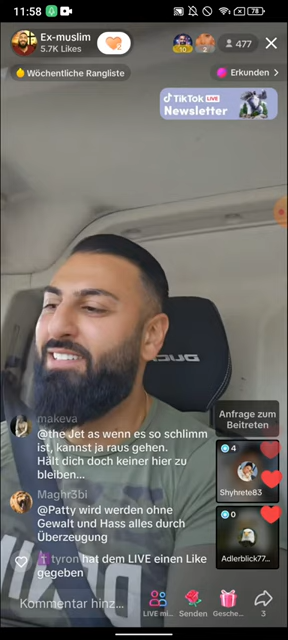 11:58
78
Ex-muslim
5.7K Likes
10
2
477
Wöchentliche Rangliste
Erkunden >
TikTok LIVE
Newsletter
makeva
@the Jet as wenn es so schlimm
ist, kannst ja raus gehen.
Hält dich doch keiner hier zu
bleiben...
Anfrage zum
Beitreten
4
Shyhrete83
Maghr3bi
@Patty wird werden ohne
Gewalt und Hass alles durch
Überzeugung
0
Adlerblick77...
tyron hat dem LIVE einen Like
gegeben
Kommentar hinz...
LIVE mi...
Senden
Gesche...
3